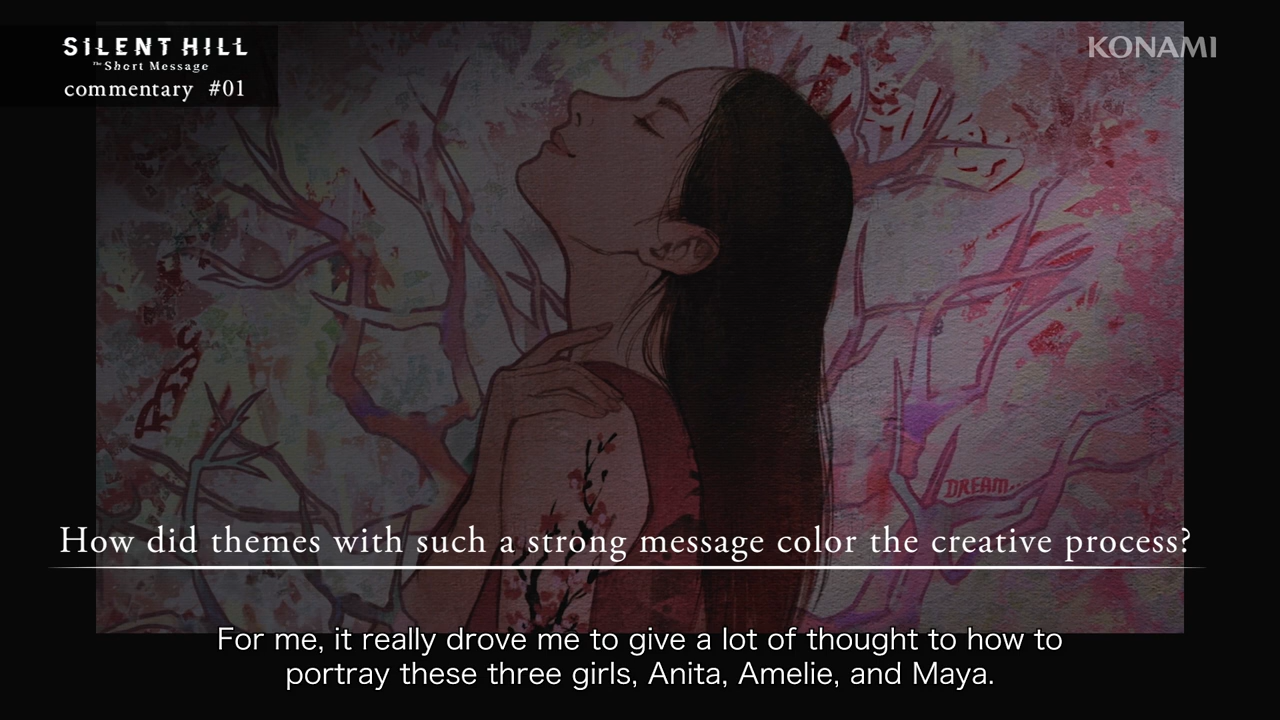 SILENT HILL
The Short Message
commentary #01
KONAMI
DREAM..
How did themes with such a strong message color the creative process?
For me, it really drove me to give a lot of thought to how to
portray these three girls, Anita, Amelie, and Maya.